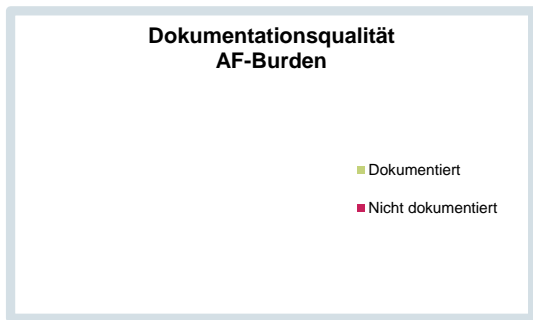 Dokumentationsqualität
AF-Burden
Dokumentiert
Nicht dokumentiert